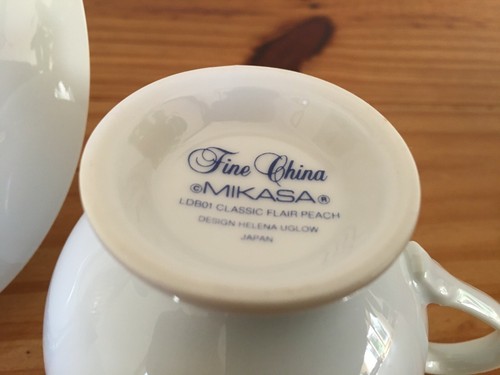 Fine China
©MIKASA®
LDB01 CLASSIC FLAIR PEACH
DESIGN HELENA UGLOW
JAPAN